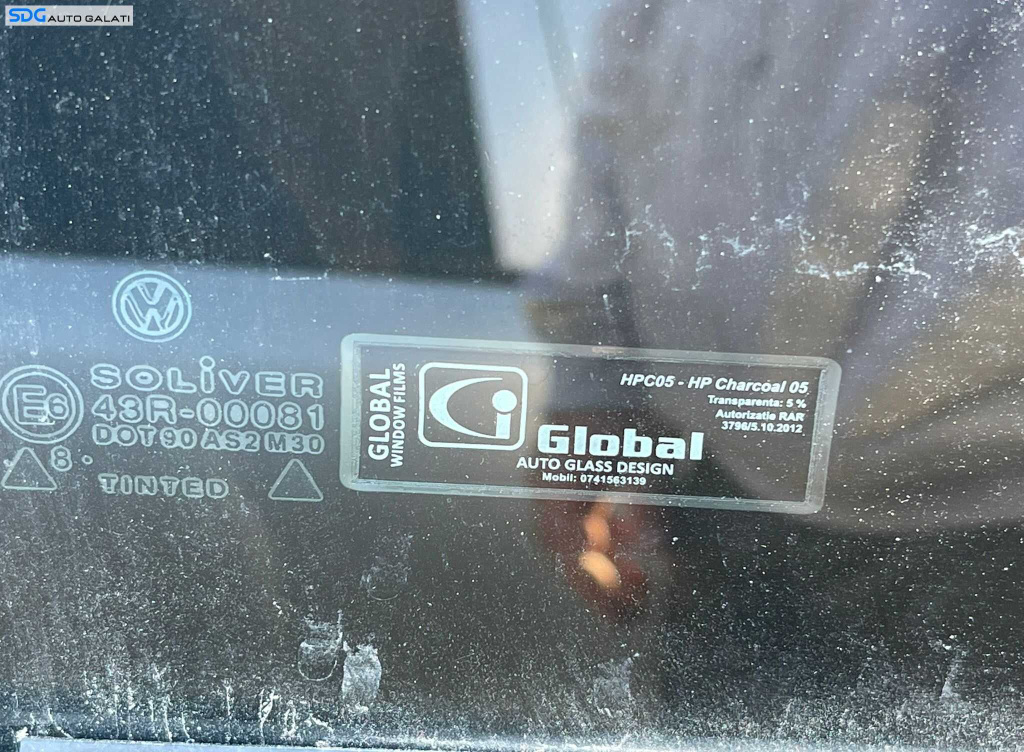 SDG AUTO GALATI
SOLiVER
E6
43R-00081
DOT 90 AS2 M30
8.
TINTED
GLOBAL
WINDOW FILMS
HPC05 - HP Charcoal 05
Transparenta: 5 %
Autorizatie RAR
3796/5.10.2012
Global
AUTO GLASS DESIGN
Mobil: 0741563139